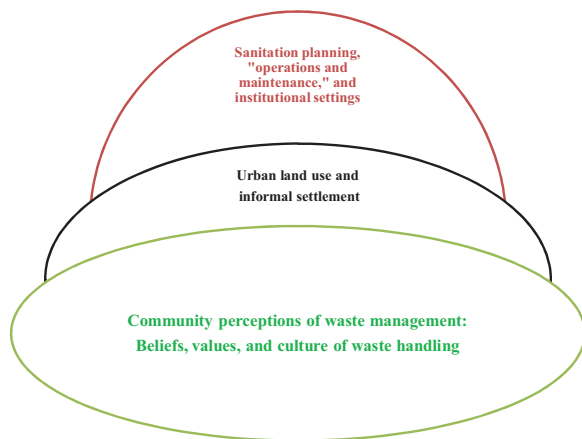 Sanitation planning,
"operations and
maintenance," and
institutional settings
Urban land use and
informal settlement
Community perceptions of waste management:
Beliefs, values, and culture of waste handling